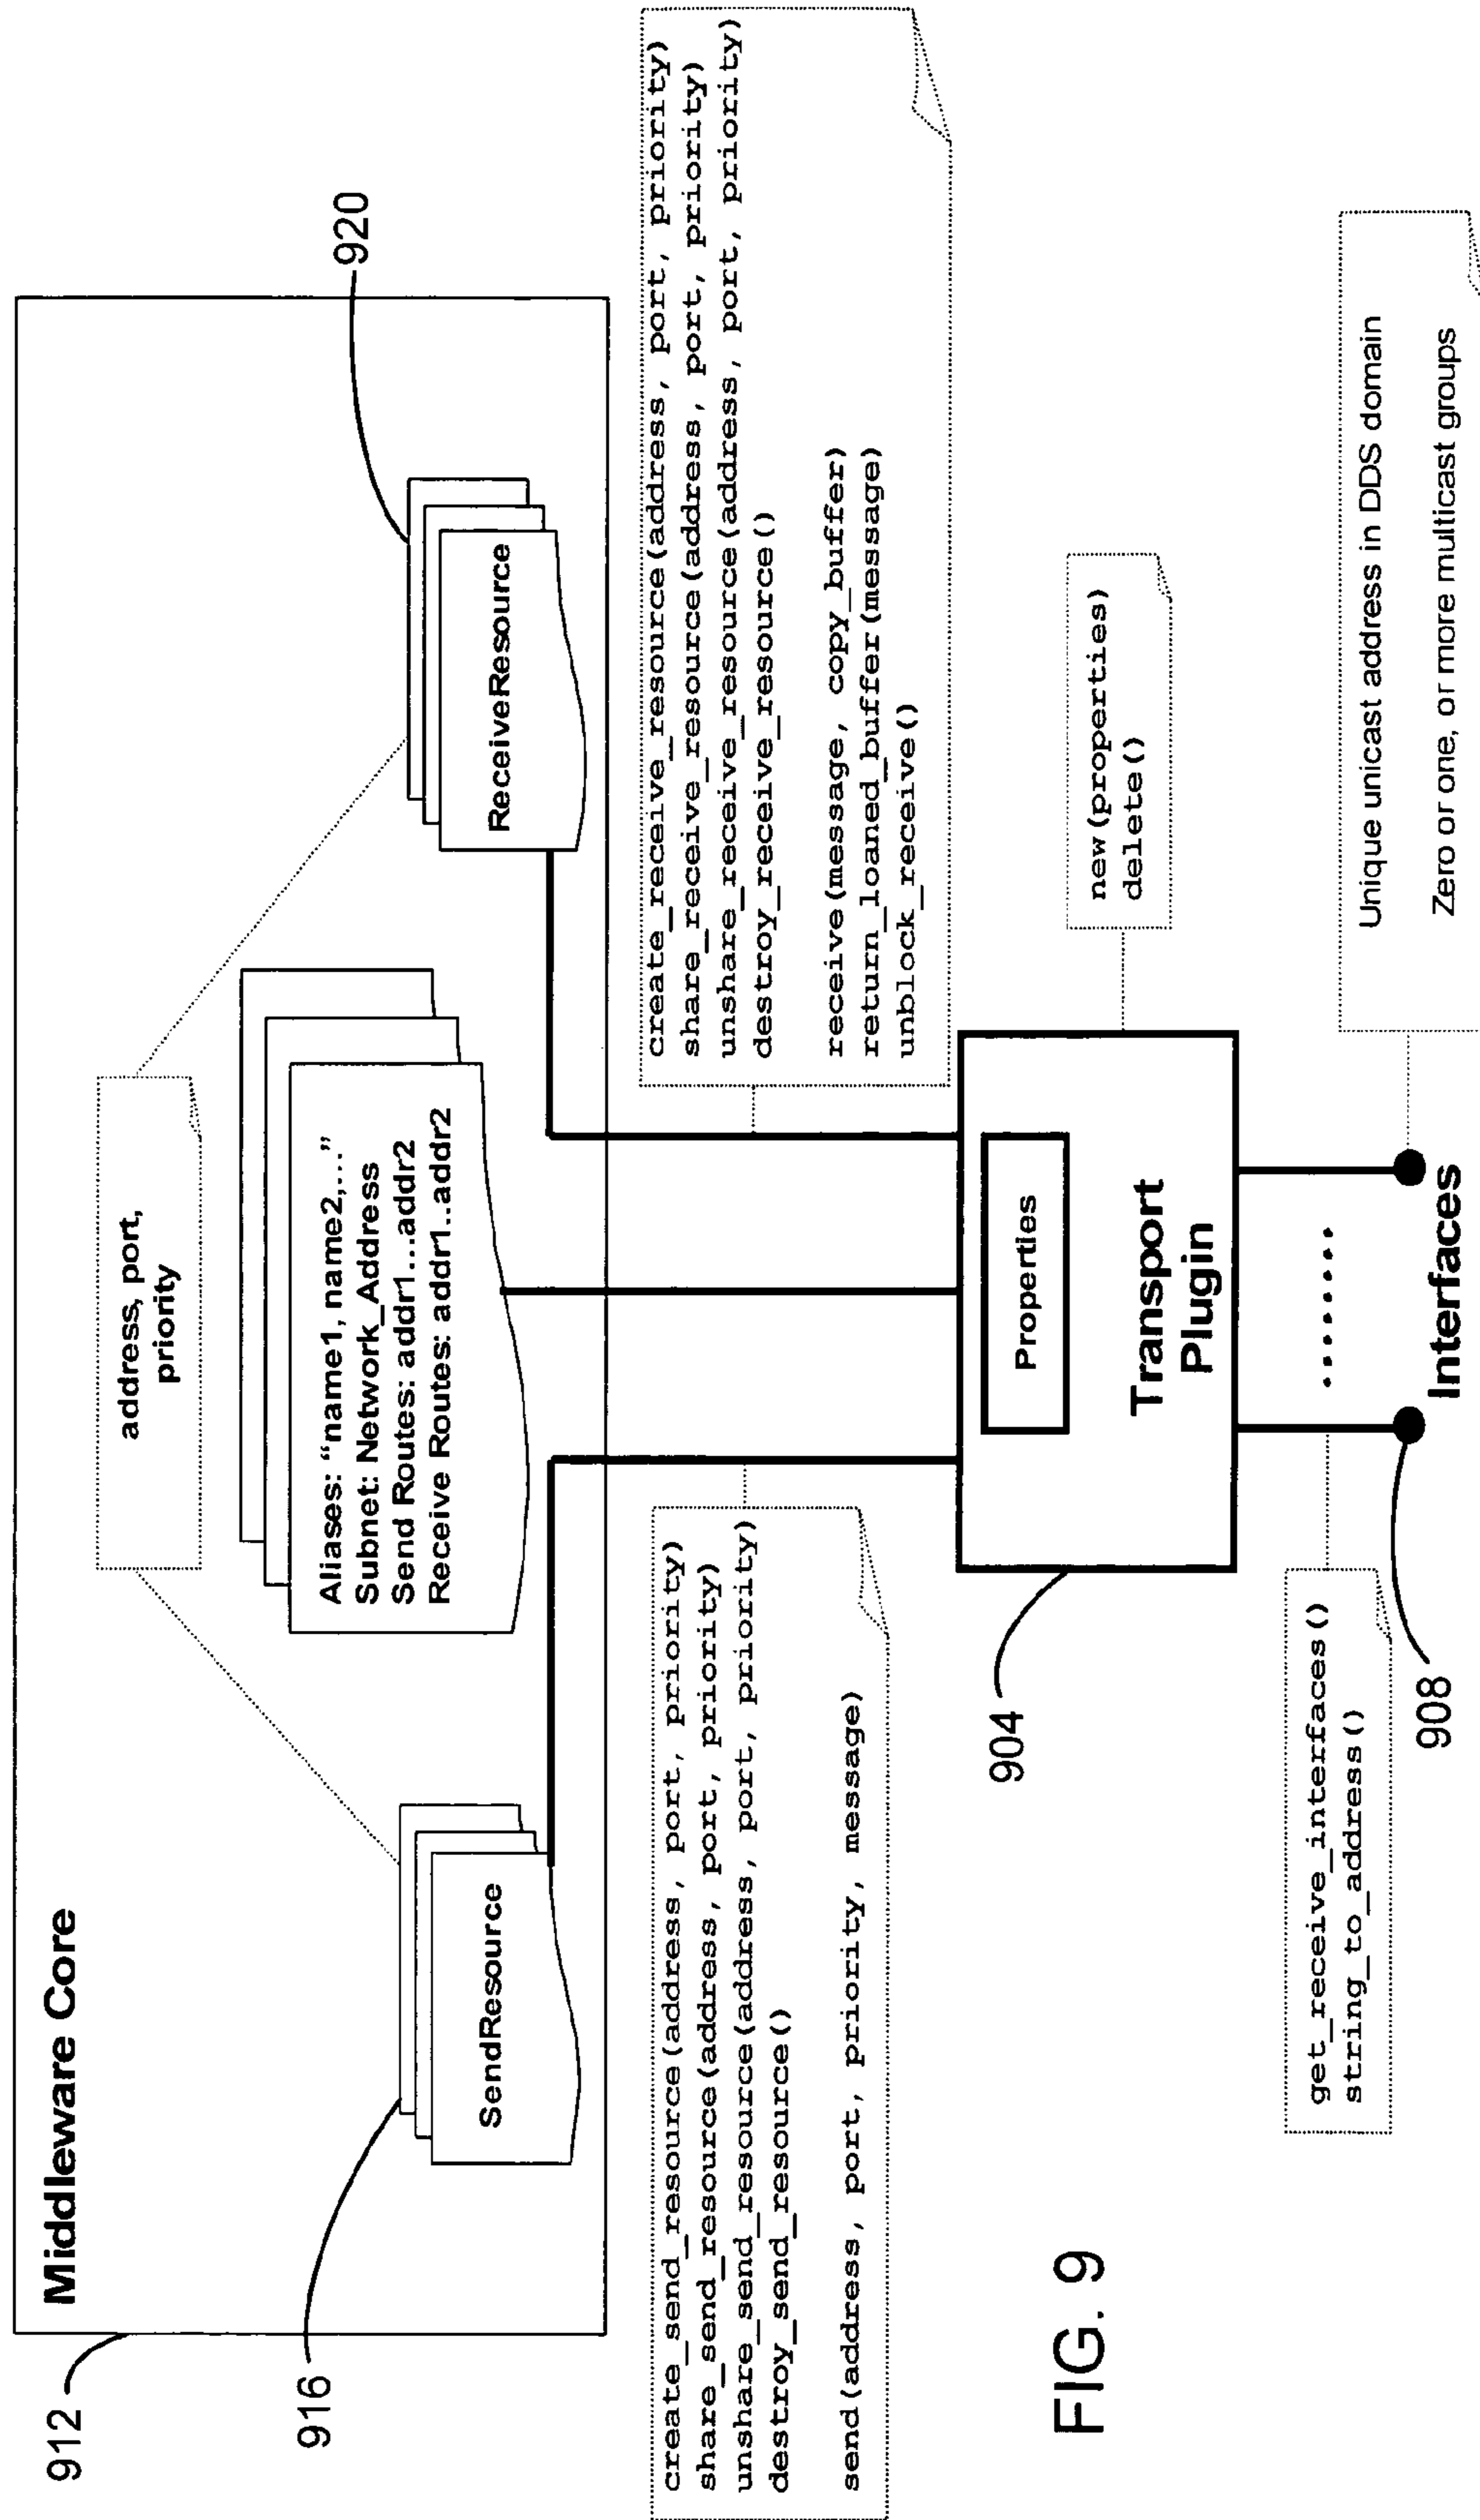 912
Middleware Core
address, port,
priority
920
916
SendResource
Aliases: “name1, name2,...”
Subnet: Network_Address
Send Routes: addr1...addr2
Receive Routes: addr1..addr2
ReceiveResource
create_send_resource(address, port, priority)
share_send_resource(address, port, priority)
unshare_send_resource(address, port, priority)
destroy_send_resource()
send(address, port, priority, message)
create_receive_resource(address, port, priority)
share_receive_resource(address, port, priority)
unshare_receive_resource(address, port, priority)
destroy_receive_resource()
receive(message, copy_buffer)
return_loaned_buffer(message)
unblock_receive()
904
Properties
Transport
Plugin
new(properties)
delete()
get_receive_interfaces()
string_to_address()
908
Interfaces
Unique unicast address in DDS domain
Zero or one, or more multicast groups
FIG. 9